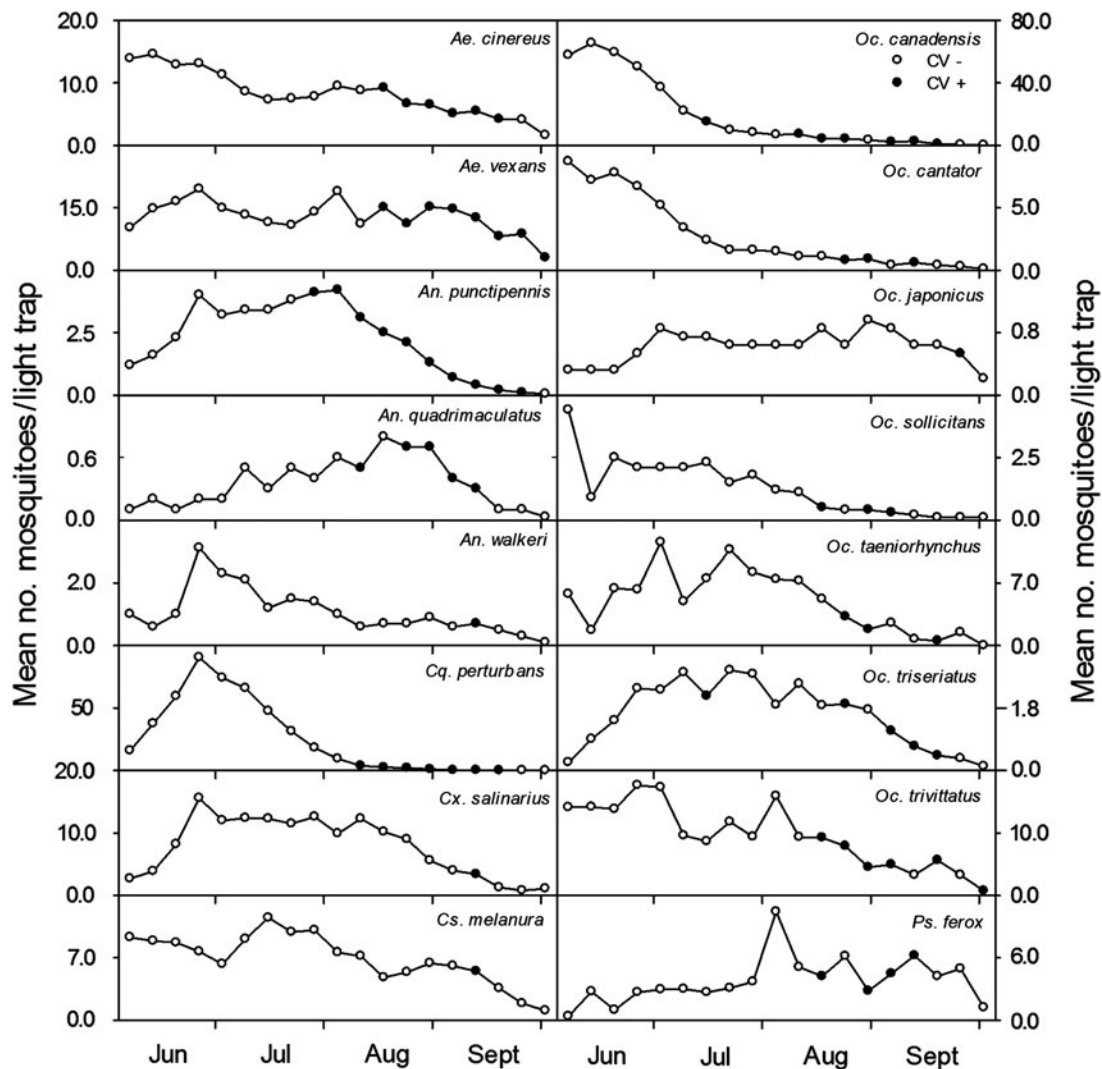 Mean no. mosquitoes/light trap
20.0
10.0
0.0
Ae. cinereus
15.0
0.0
Ae. vexans
2.5
0.0
An. punctipennis
0.6
0.0
An. quadrimaculatus
2.0
0.0
An. walkeri
50
20.0
Cq. perturbans
10.0
0.0
Cx. salinarius
7.0
0.0
Cs. melanura
Jun Jul Aug Sept
Oc. canadensis
CV -
CV +
80.0
40.0
0.0
Oc. cantator
5.0
0.0
Oc. japonicus
0.8
0.0
Oc. sollicitans
2.5
0.0
Oc. taeniorhynchus
7.0
0.0
Oc. triseriatus
1.8
0.0
Oc. trivittatus
10.0
0.0
Ps. ferox
6.0
0.0
Jun Jul Aug Sept
Mean no. mosquitoes/light trap